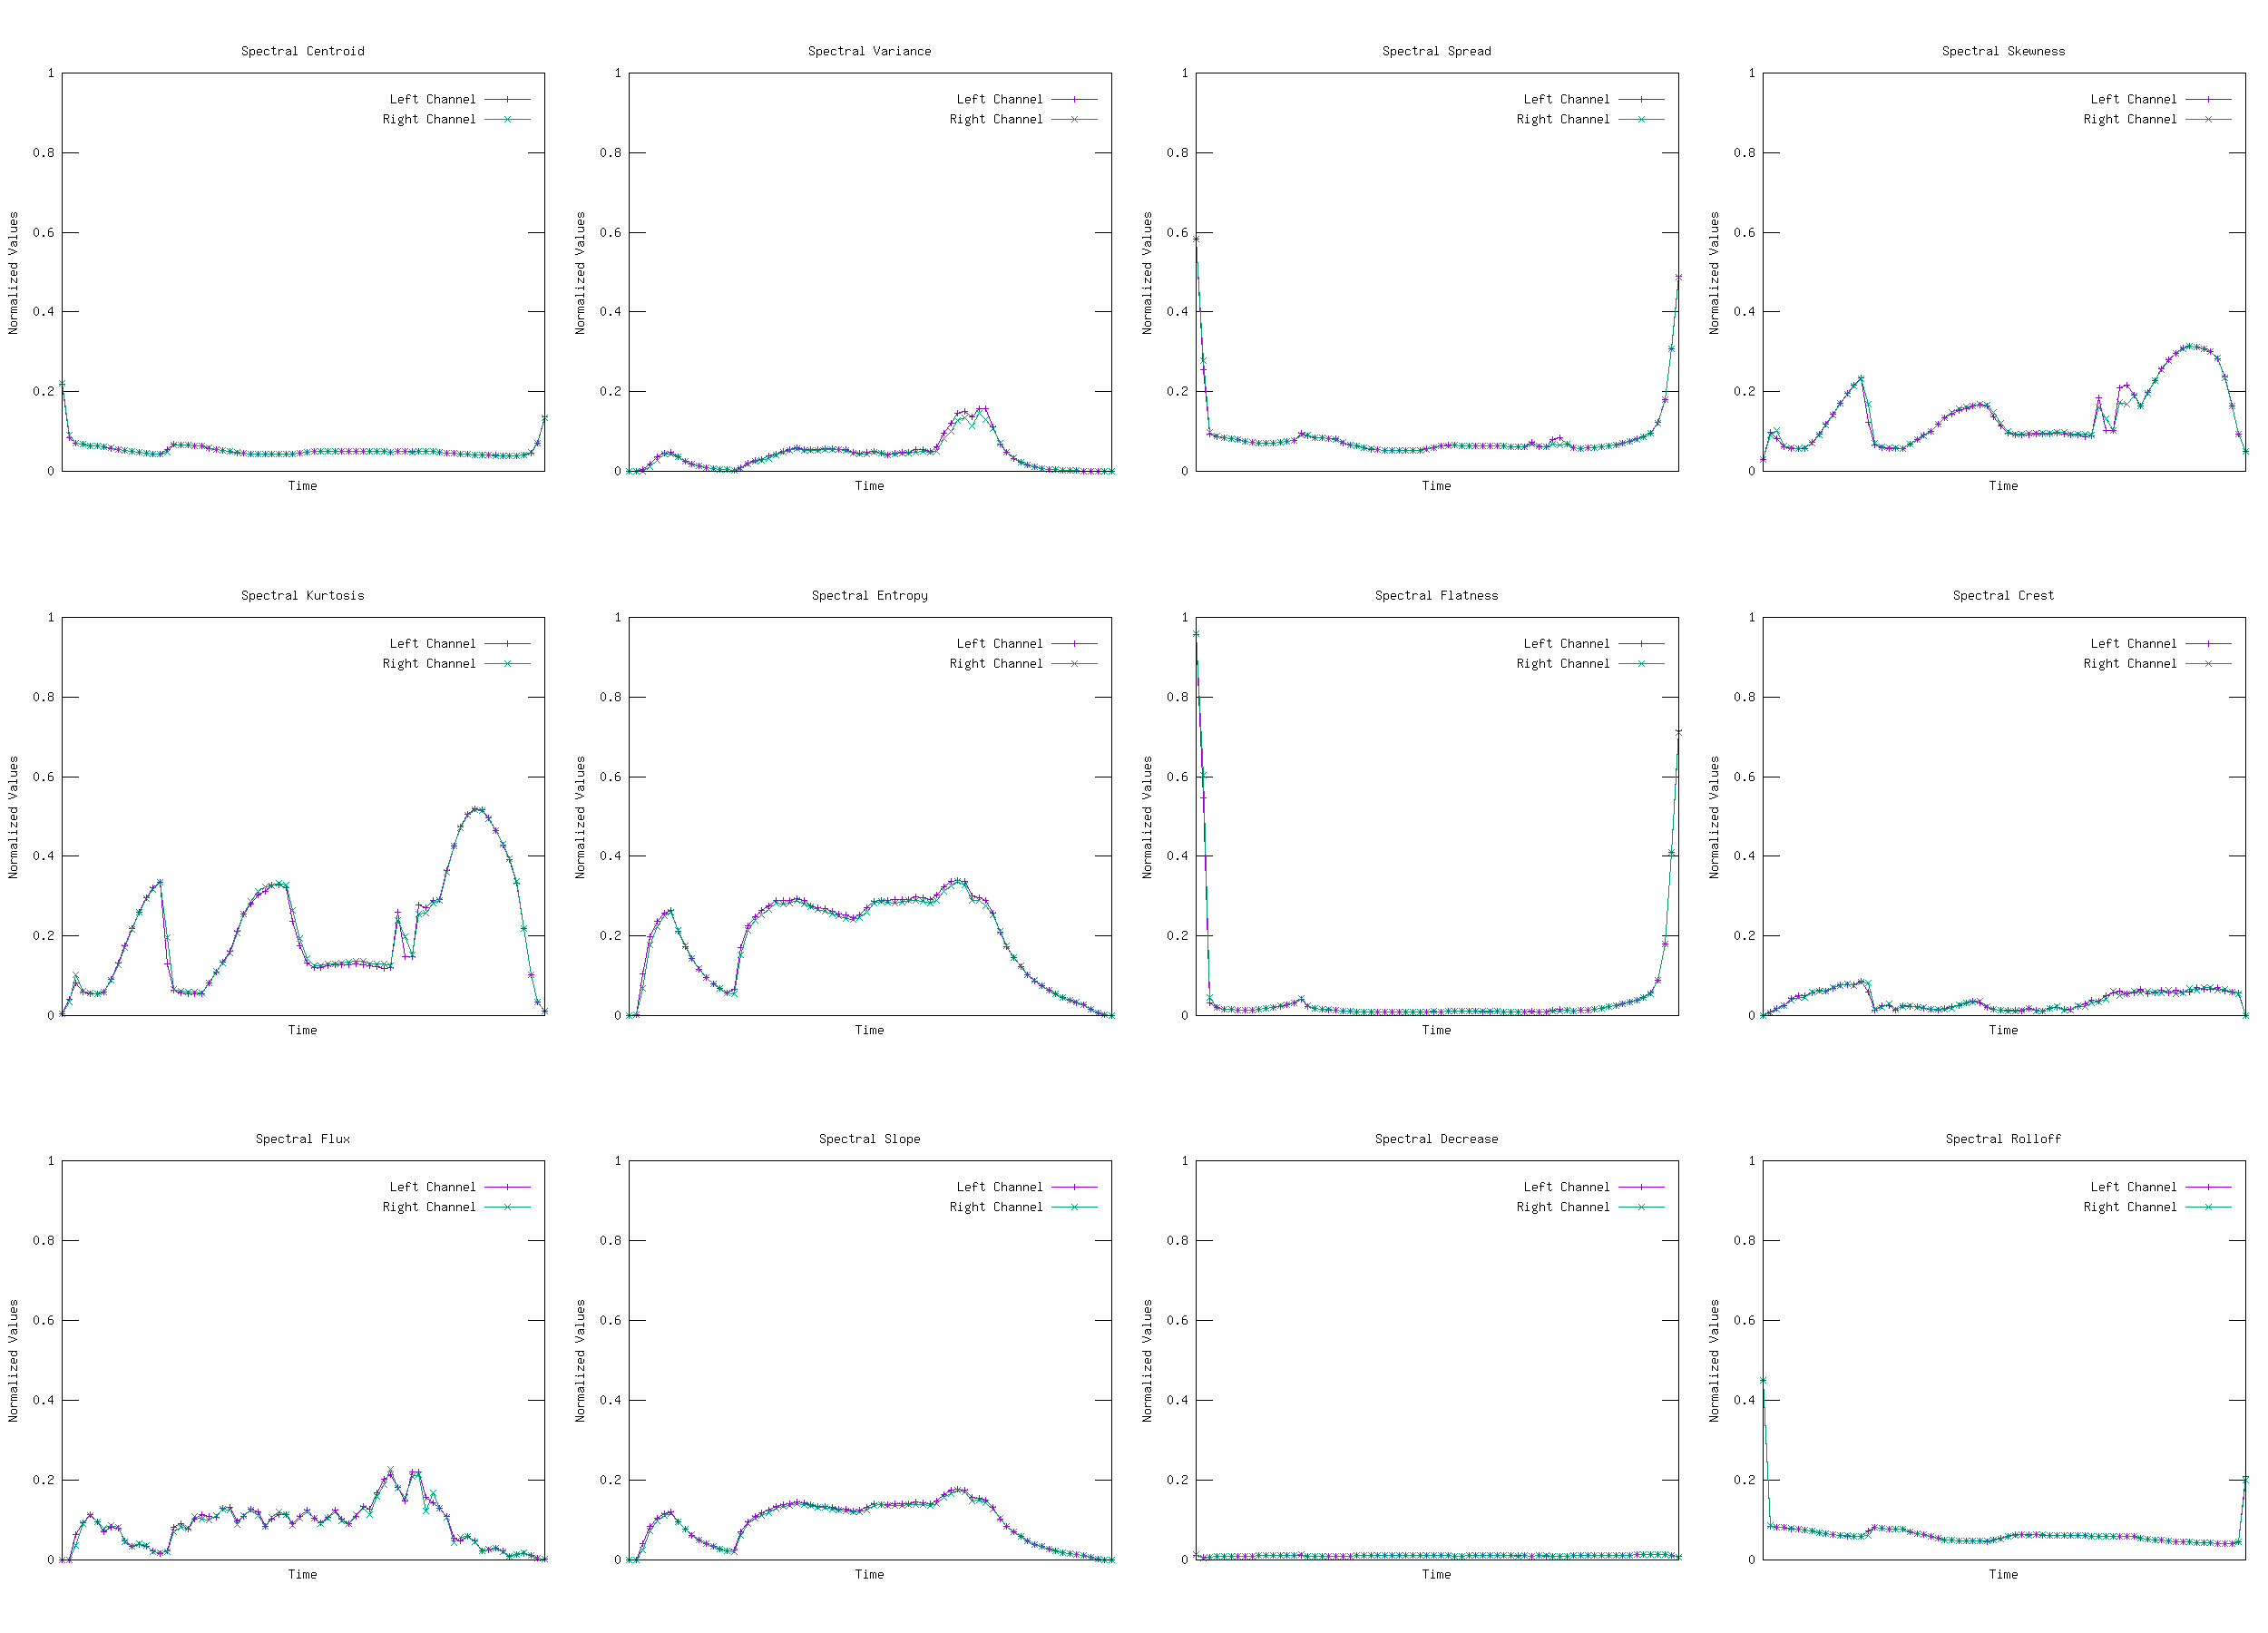 Spectral Centroid
1
Left Channel
Right Channel
0.8
0.6
Normalized Values
0.4
0.2
0
Time
Spectral Variance
1
Left Channel
Right Channel
0.8
0.6
Normalized Values
0.4
0.2
0
Time
Spectral Spread
1
Left Channel
Right Channel
0.8
0.6
Normalized Values
0.4
0.2
0
Time
Spectral Skewness
1
Left Channel
Right Channel
0.8
0.6
Normalized Values
0.4
0.2
0
Time
Spectral Kurtosis
1
Left Channel
Right Channel
0.8
0.6
Normalized Values
0.4
0.2
0
Time
Spectral Entropy
1
Left Channel
Right Channel
0.8
0.6
Normalized Values
0.4
0.2
0
Time
Spectral Flatness
1
Left Channel
Right Channel
0.8
0.6
Normalized Values
0.4
0.2
0
Time
Spectral Crest
1
Left Channel
Right Channel
0.8
0.6
Normalized Values
0.4
0.2
0
Time
Spectral Flux
1
Left Channel
Right Channel
0.8
0.6
Normalized Values
0.4
0.2
0
Time
Spectral Slope
1
Left Channel
Right Channel
0.8
0.6
Normalized Values
0.4
0.2
0
Time
Spectral Decrease
1
Left Channel
Right Channel
0.8
0.6
Normalized Values
0.4
0.2
0
Time
Spectral Rolloff
1
Left Channel
Right Channel
0.8
0.6
Normalized Values
0.4
0.2
0
Time